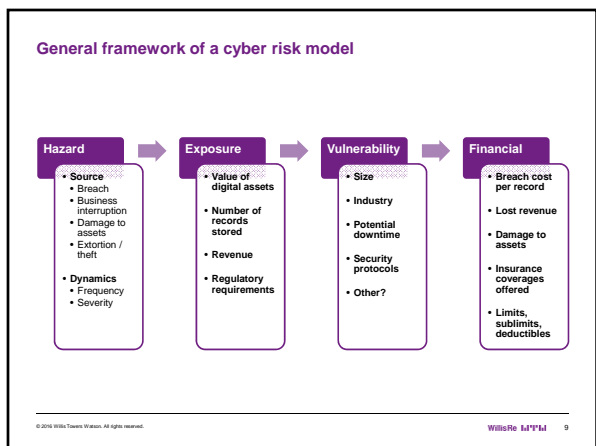 General framework of a cyber risk model
Hazard
• Source
• Breach
• Business
interruption
• Damage to
assets
• Extortion /
theft
• Dynamics
• Frequency
• Severity
Exposure
• Value of
digital assets
• Number of
records
stored
• Revenue
• Regulatory
requirements
Vulnerability
• Size
• Industry
• Potential
downtime
• Security
protocols
• Other?
Financial
• Breach cost
per record
• Lost revenue
• Damage to
assets
• Insurance
coverages
offered
• Limits,
sublimits,
deductibles
© 2016 Willis Towers Watson. All rights reserved.
WillisRe
9